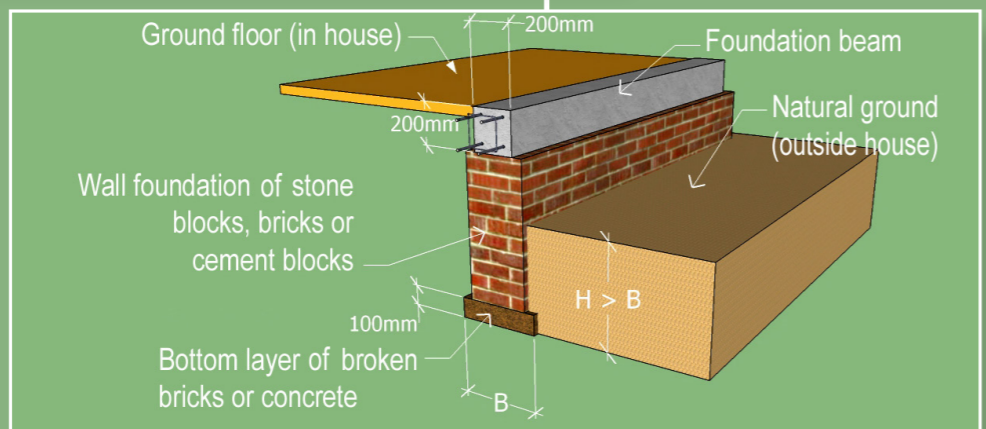 200mm
Ground floor (in house)
Foundation beam
Natural ground
(outside house)
200mm
Wall foundation of stone
blocks, bricks or
cement blocks
H > B
100mm
Bottom layer of broken
bricks or concrete
B